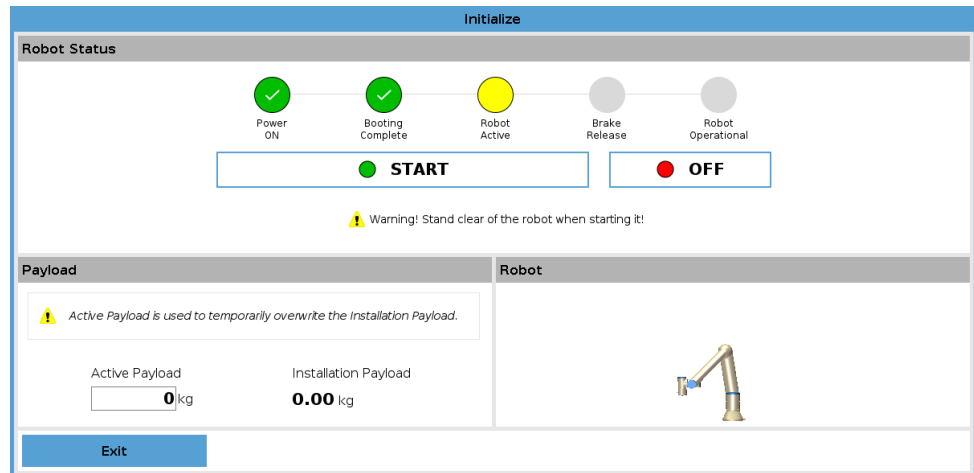 Initialize
Robot Status
Power
ON
Booting
Complete
Robot
Active
Brake
Release
Robot
Operational
START
OFF
Warning! Stand clear of the robot when starting it!
Payload
Active Payload is used to temporarily overwrite the Installation Payload.
Active Payload
0 kg
Installation Payload
0.00 kg
Robot
Exit